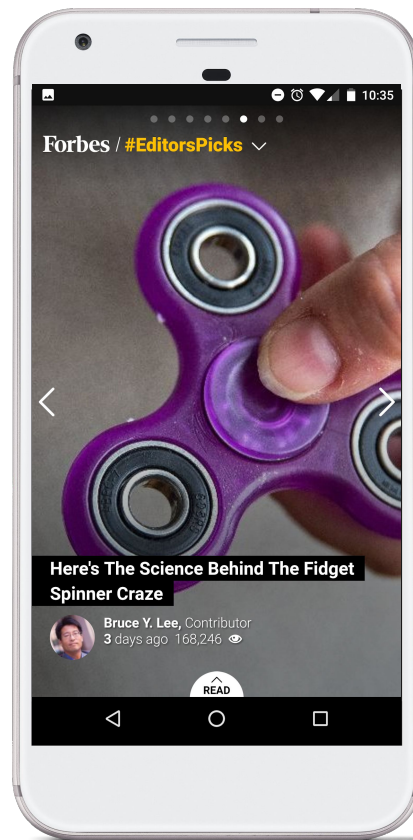 10:35
Forbes / #EditorsPicks
Here's The Science Behind The Fidget
Spinner Craze
Bruce Y. Lee, Contributor
3 days ago 168,246
READ